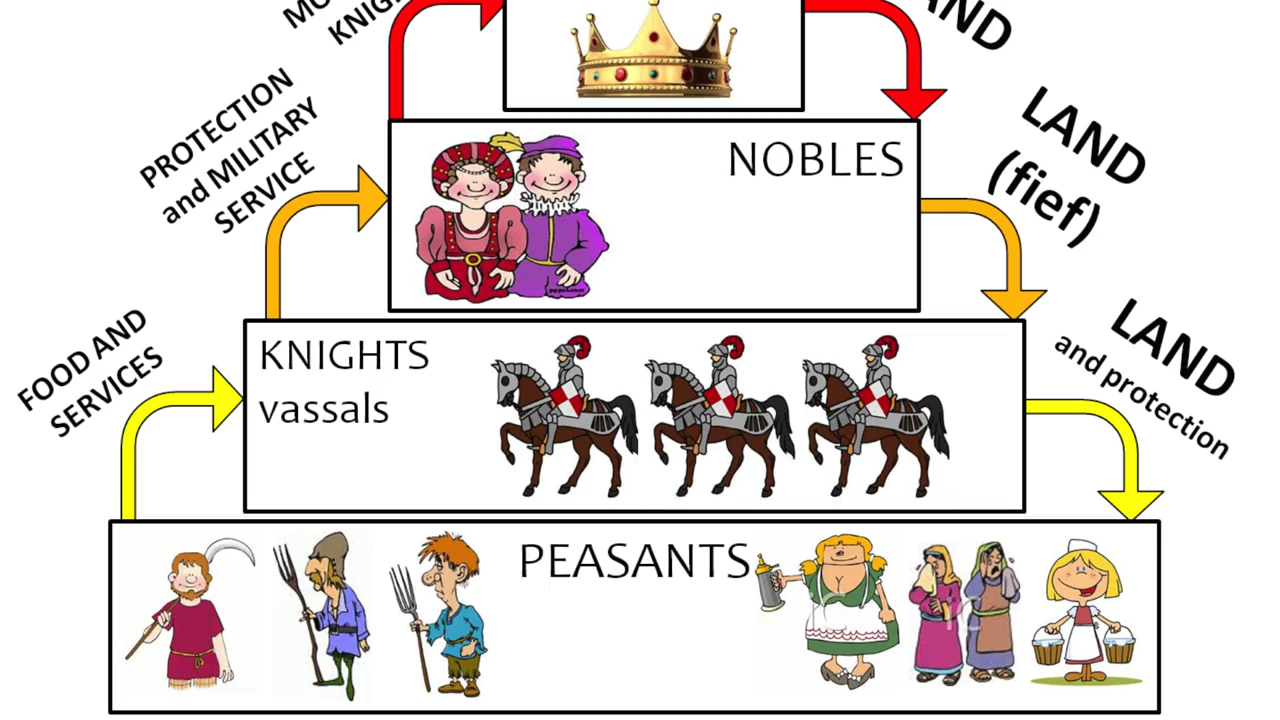 KNIGHTS
vassals
NOBLES
PEASANTS
PROTECTION
and MILITARY
SERVICE
FOOD AND
SERVICES
LAND
(fief)
LAND
and protection